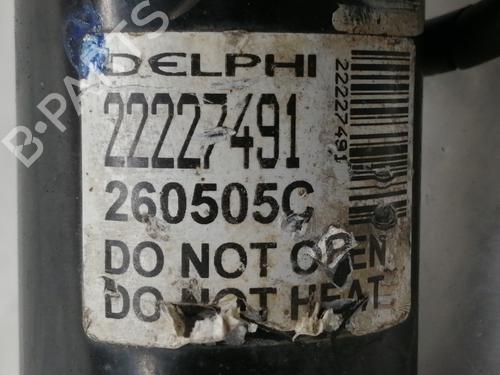 DELPHI
22227491
260505C
DO NOT OPEN
DO NOT HEAT
22227491
B-PARTS